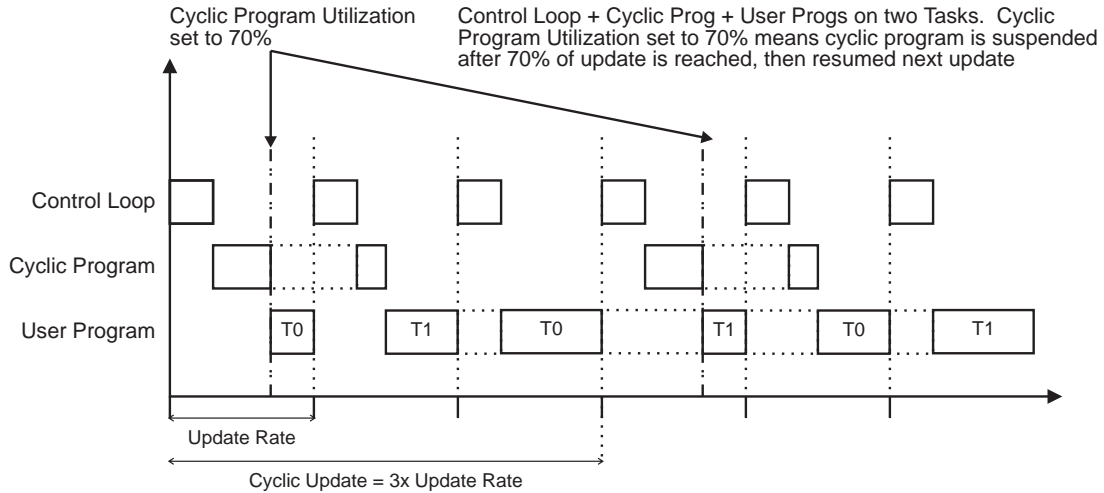 Cyclic Program Utilization
set to 70%
Control Loop + Cyclic Prog + User Progs on two Tasks.  Cyclic
Program Utilization set to 70% means cyclic program is suspended
after 70% of update is reached, then resumed next update
Control Loop
Cyclic Program
User Program
T0
T1
T0
T1
T0
T1
Update Rate
Cyclic Update = 3x Update Rate